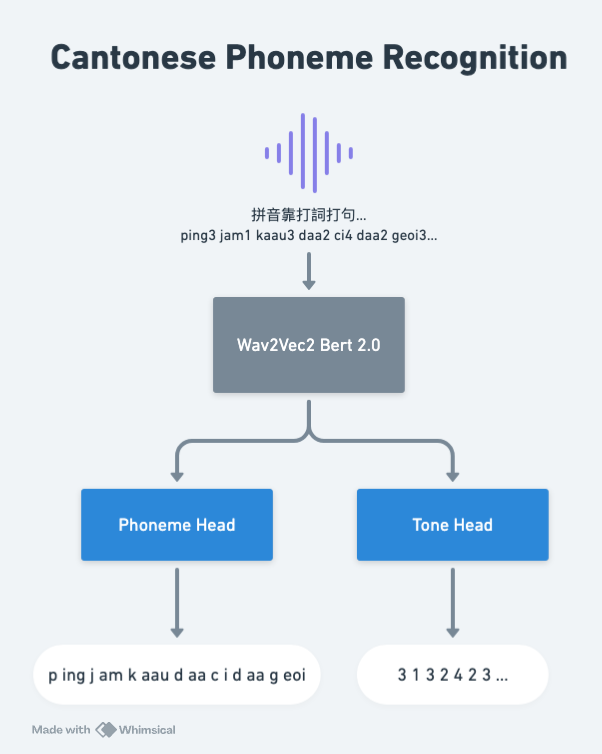 Cantonese Phoneme Recognition
拼音靠打詞打句...
ping3 jam1 kaau3 daa2 ci4 daa2 geoi3...
Wav2Vec2 Bert 2.0
Phoneme Head
Tone Head
p ing j am k aau d aa c i d aa g eoi
3 1 3 2 4 2 3 ...
Made with Whimsical